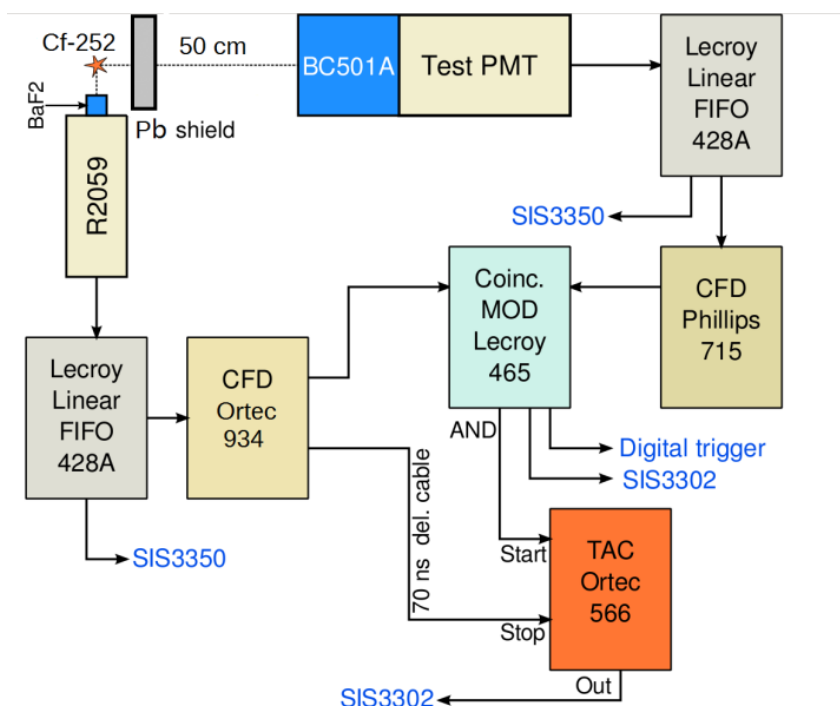 Cf-252
50 cm
BC501A
Test PMT
Lecroy
Linear
FIFO
428A
BaF2
Pb shield
R2059
SIS3350
Coinc.
MOD
Lecroy
465
CFD
Phillips
715
Lecroy
Linear
FIFO
428A
CFD
Ortec
934
AND
Digital trigger
SIS3302
70 ns del. cable
Start
TAC
Ortec
566
SIS3350
Stop
Out
SIS3302